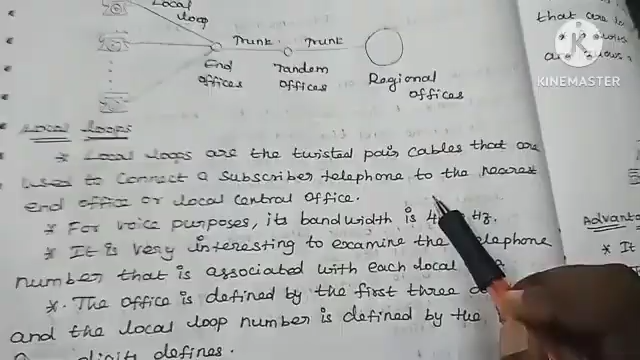 Local
loop
Trunk Trunk
End
offices
Tandem
offices
Regional
offices
that are
KINEMASTER
Local Loops
* Local loops are the twisted pair cables that are
used to connect a subscriber telephone to the nearest
end office or local central office.
* For voice purposes, its bandwidth is 4 Hz.
* It is very interesting to examine the telephone
number that is associated with each local
*. The office is defined by the first three
and the local loop number is defined by the
digits defines.
Advanta
* It